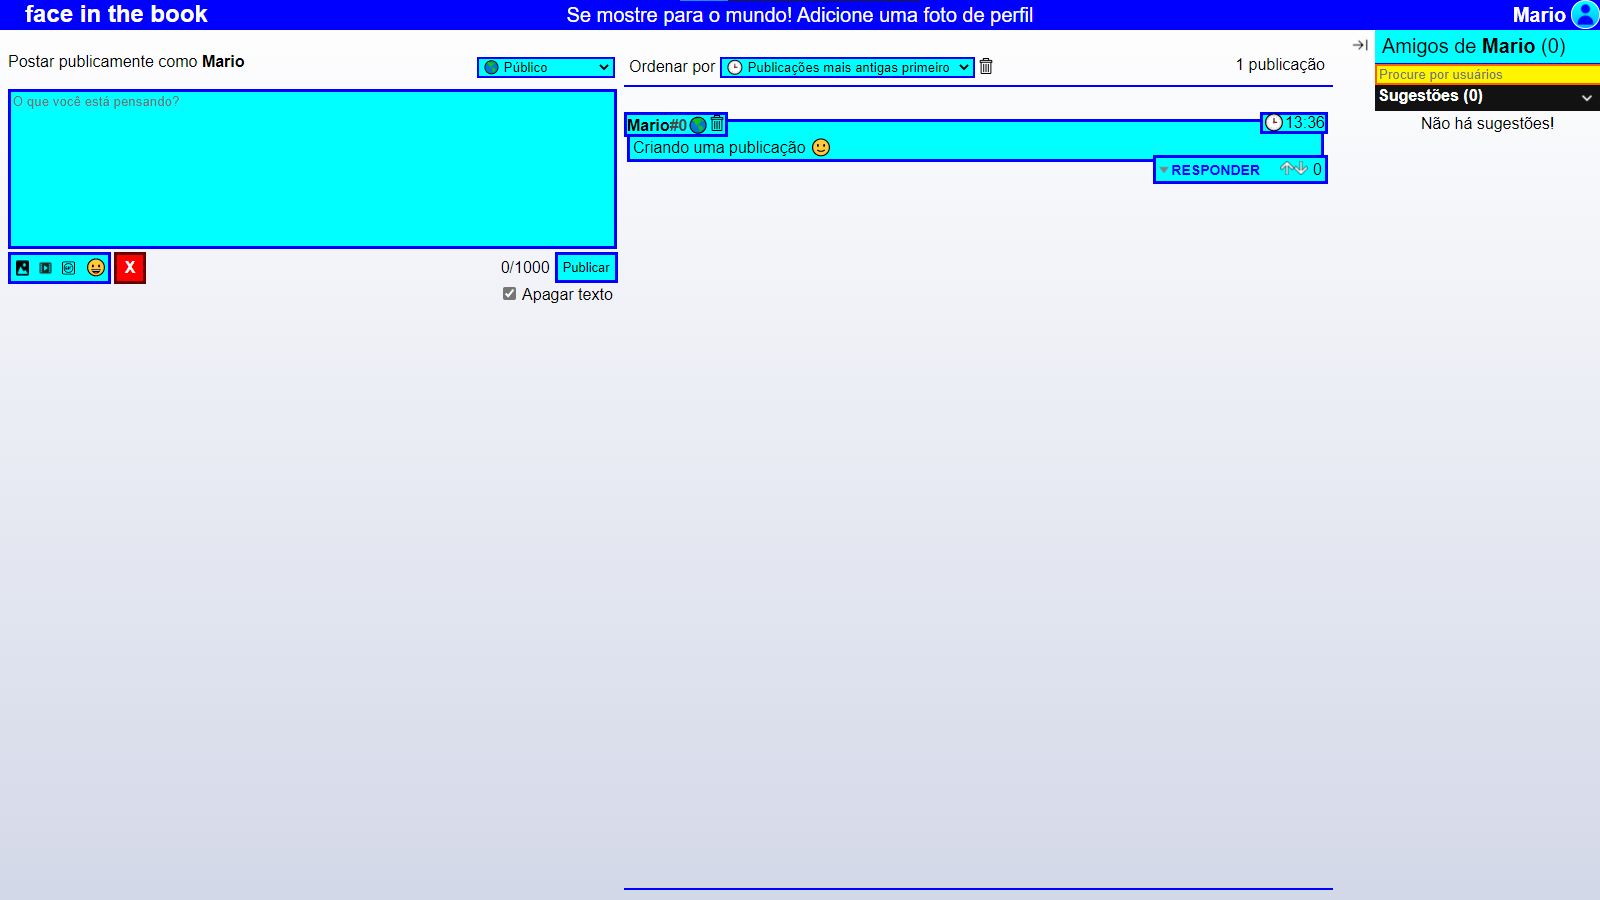 face in the book
Se mostre para o mundo! Adicione uma foto de perfil
Mario
Postar publicamente como Mario
Público
O que você está pensando?
X
0/1000
Publicar
Apagar texto
Ordenar por
Publicações mais antigas primeiro
1 publicação
Mario#0
13:36
Criando uma publicação 🙂
RESPONDER
0
Amigos de Mario (0)
Procure por usuários
Sugestões (0)
Não há sugestões!